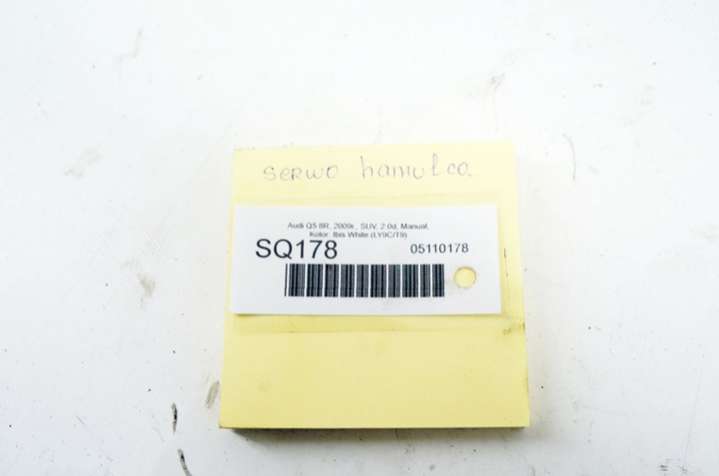 serwo hamulca
Audi Q5 8R, 2009r., SUV, 2.0d, Manual,
Kolor: Ibis White (LY9C/T9)
SQ178
05110178